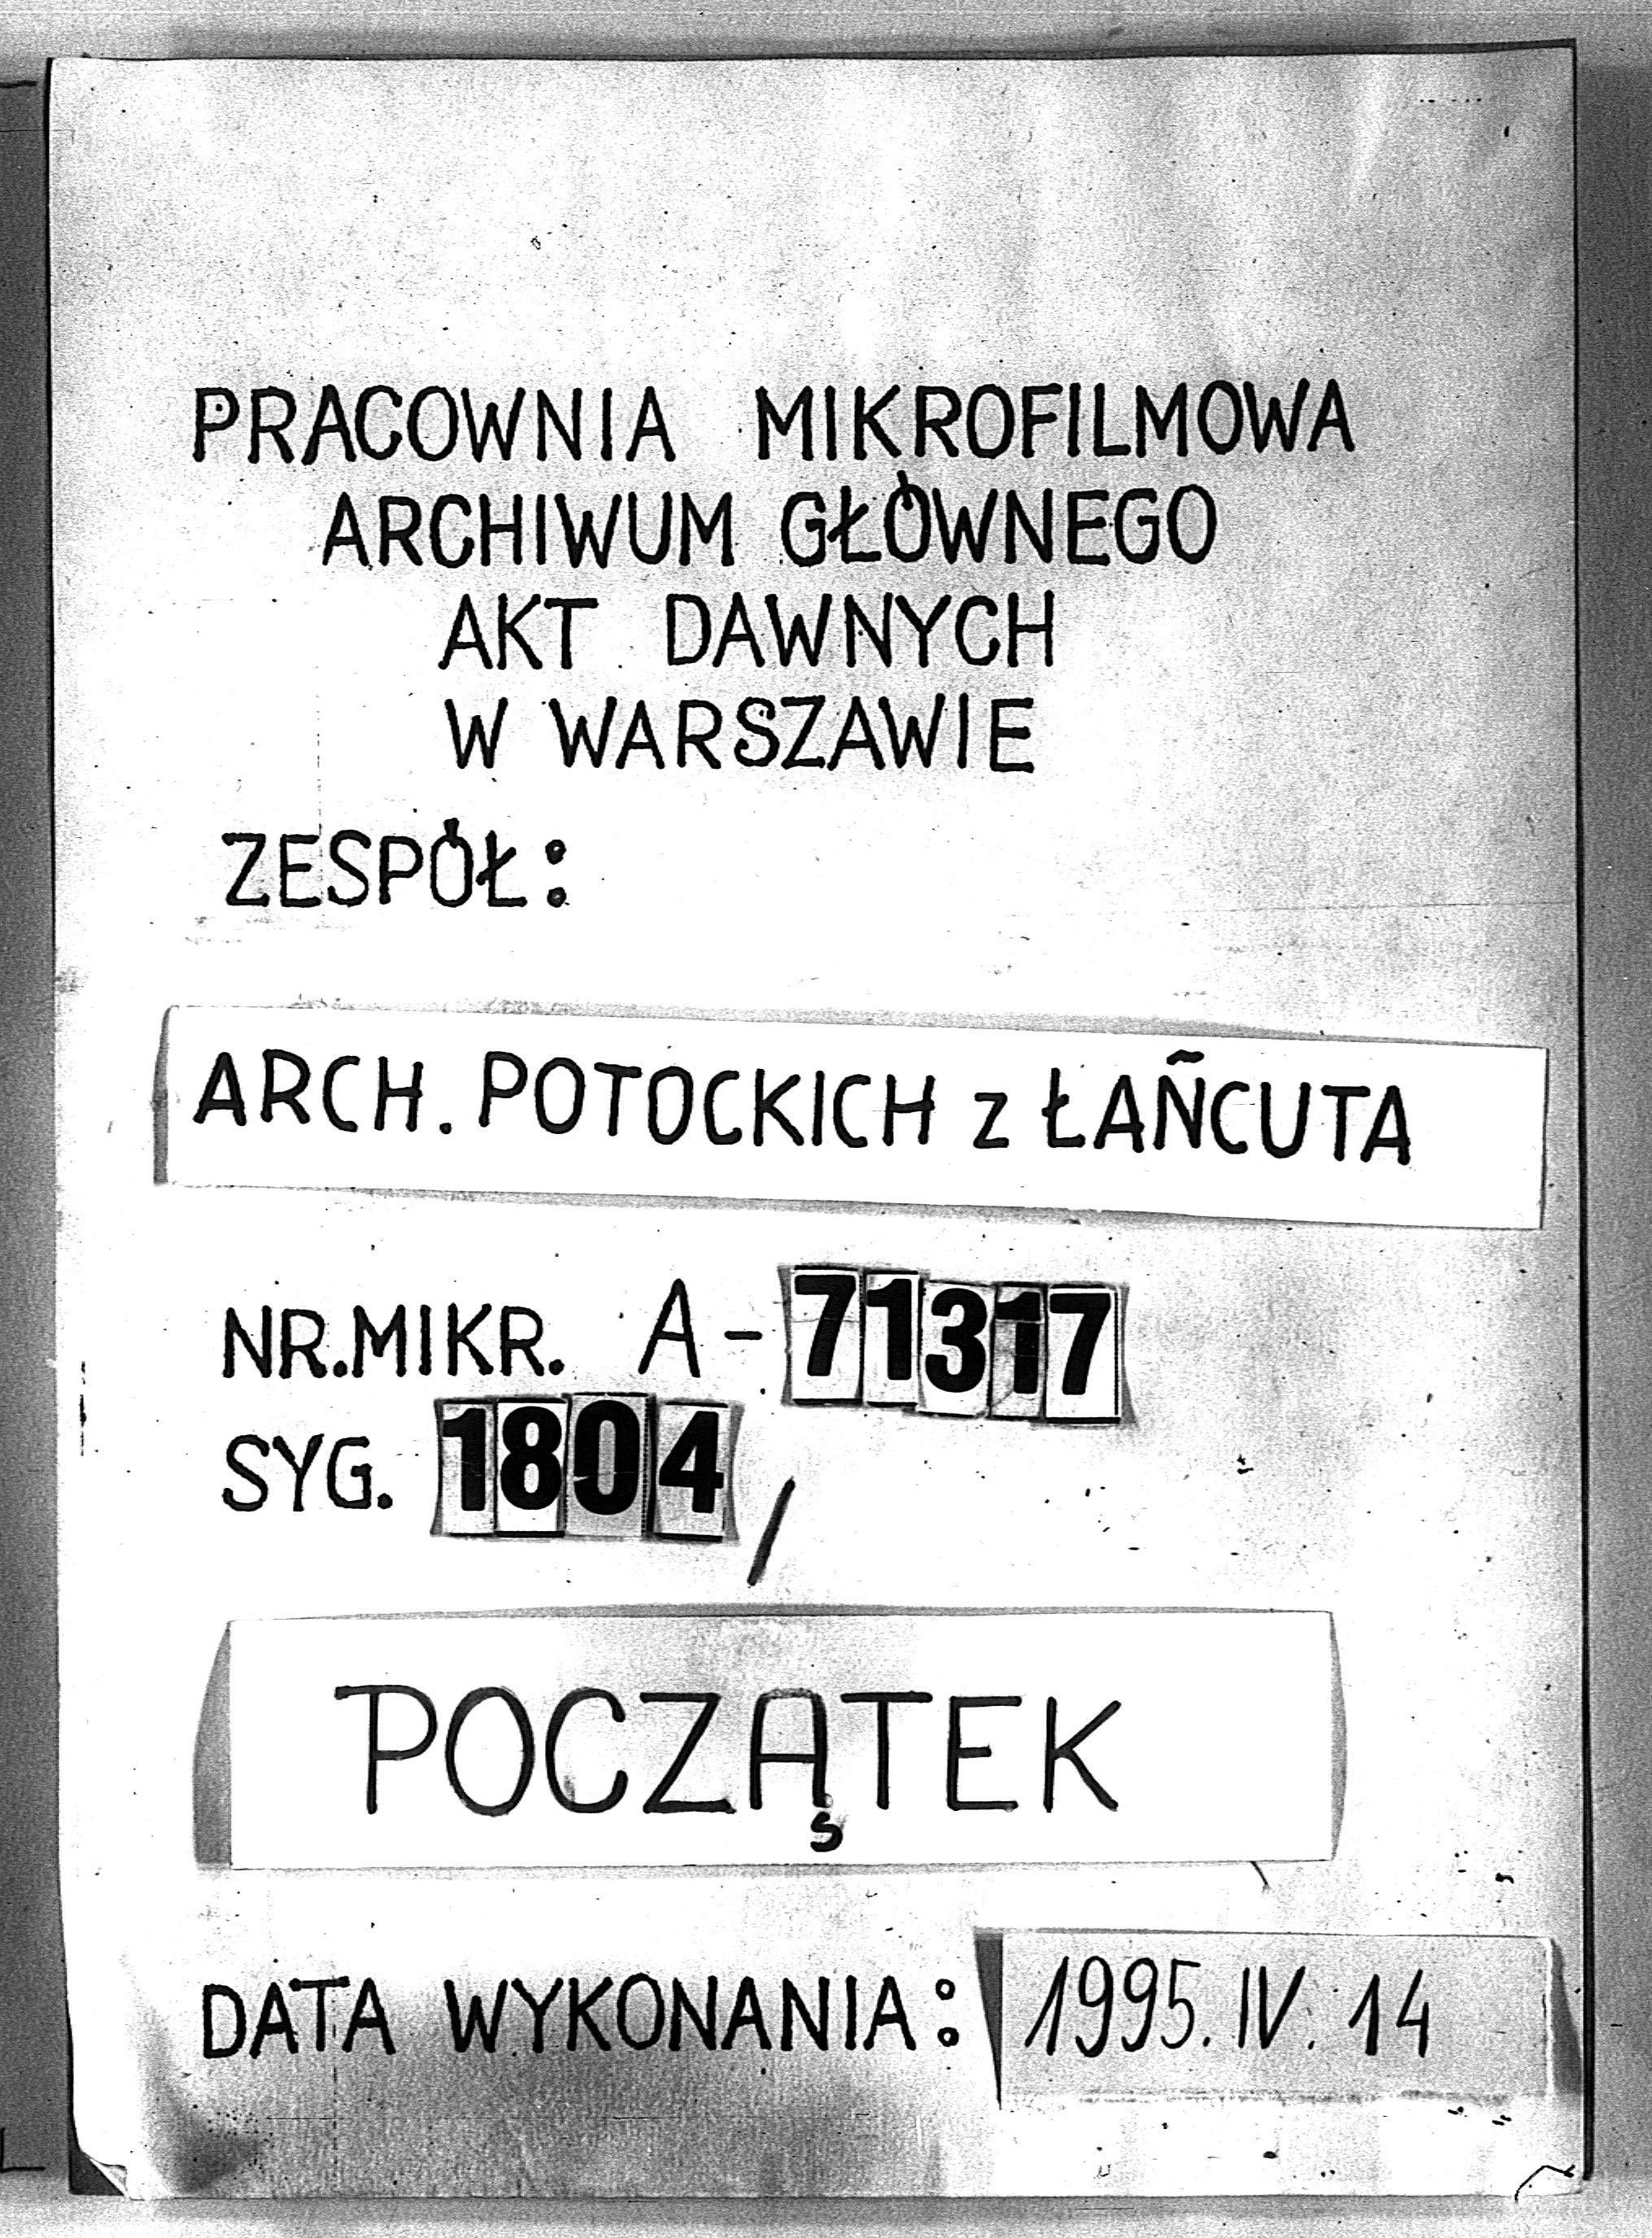 PRACOWNIA MIKROFILMOWA
ARCHIWUM GŁÓWNEGO
AKT DAWNYCH
W WARSZAWIE
ZESPÓŁ:
ARCH. POTOCKICH z ŁAÑCUTA
NR.MIKR. A-71317
SYG. 1804/
POCZĄTEK
DATA WYKONANIA: 1995.IV.14